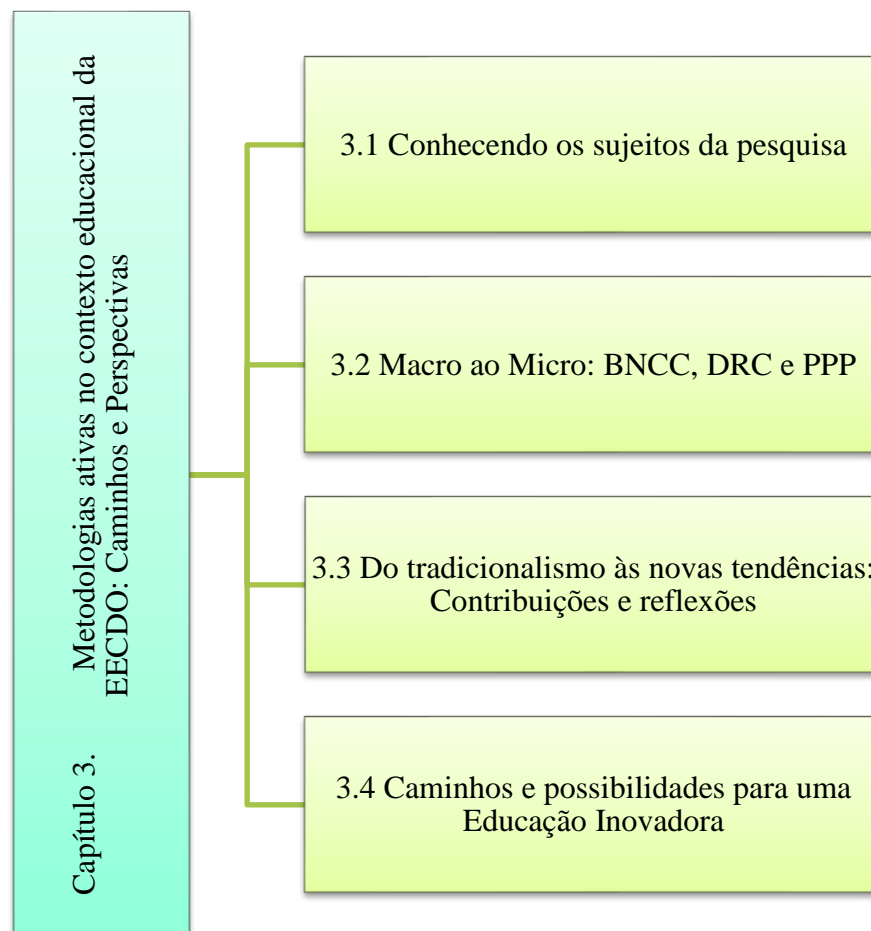 Capítulo 3. Metodologias ativas no contexto educacional da
EECDO: Caminhos e Perspectivas
3.1 Conhecendo os sujeitos da pesquisa
3.2 Macro ao Micro: BNCC, DRC e PPP
3.3 Do tradicionalismo às novas tendências:
Contribuições e reflexões
3.4 Caminhos e possibilidades para uma
Educação Inovadora